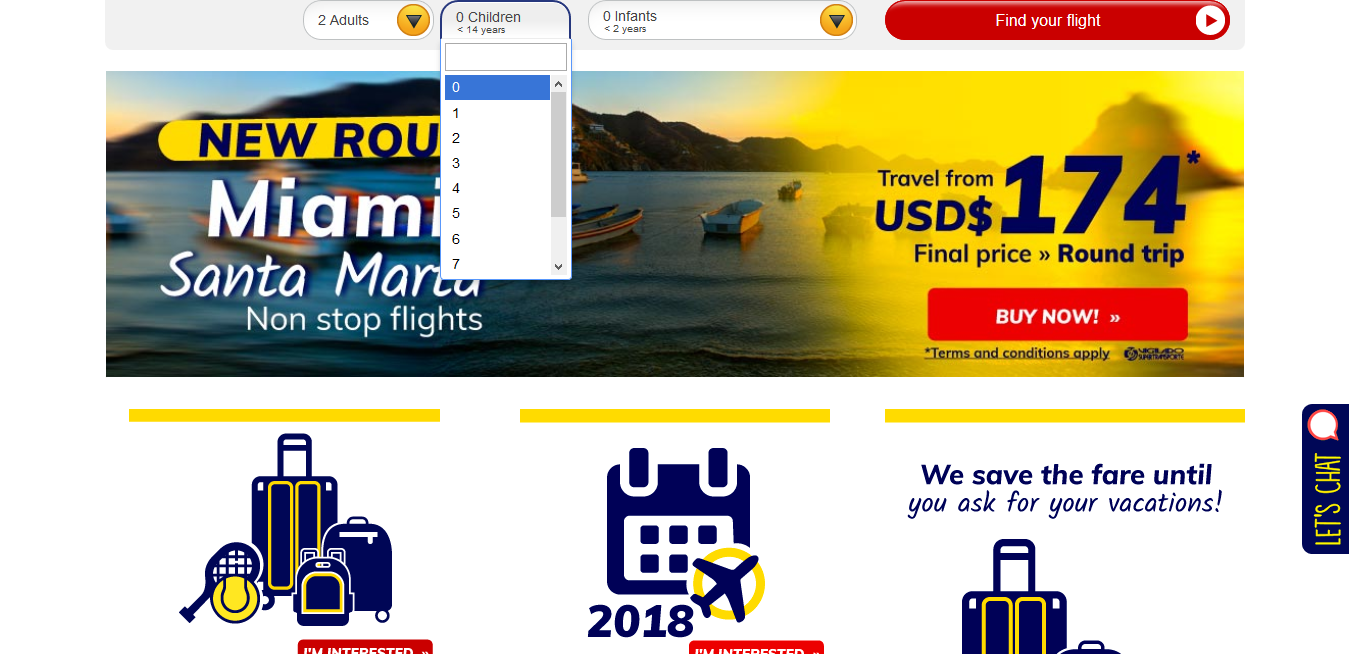 2 Adults
0 Children
< 14 years
0 Infants
< 2 years
Find your flight
0
1
2
3
4
5
6
7
NEW ROU
Miami
Santa Marta
Non stop flights
Travel from
USD$174*
Final price » Round trip
BUY NOW! »
*Terms and conditions apply
LET'S CHAT
We save the fare until
you ask for your vacations!
2018
I'M INTERESTED »
I'M INTERESTED »